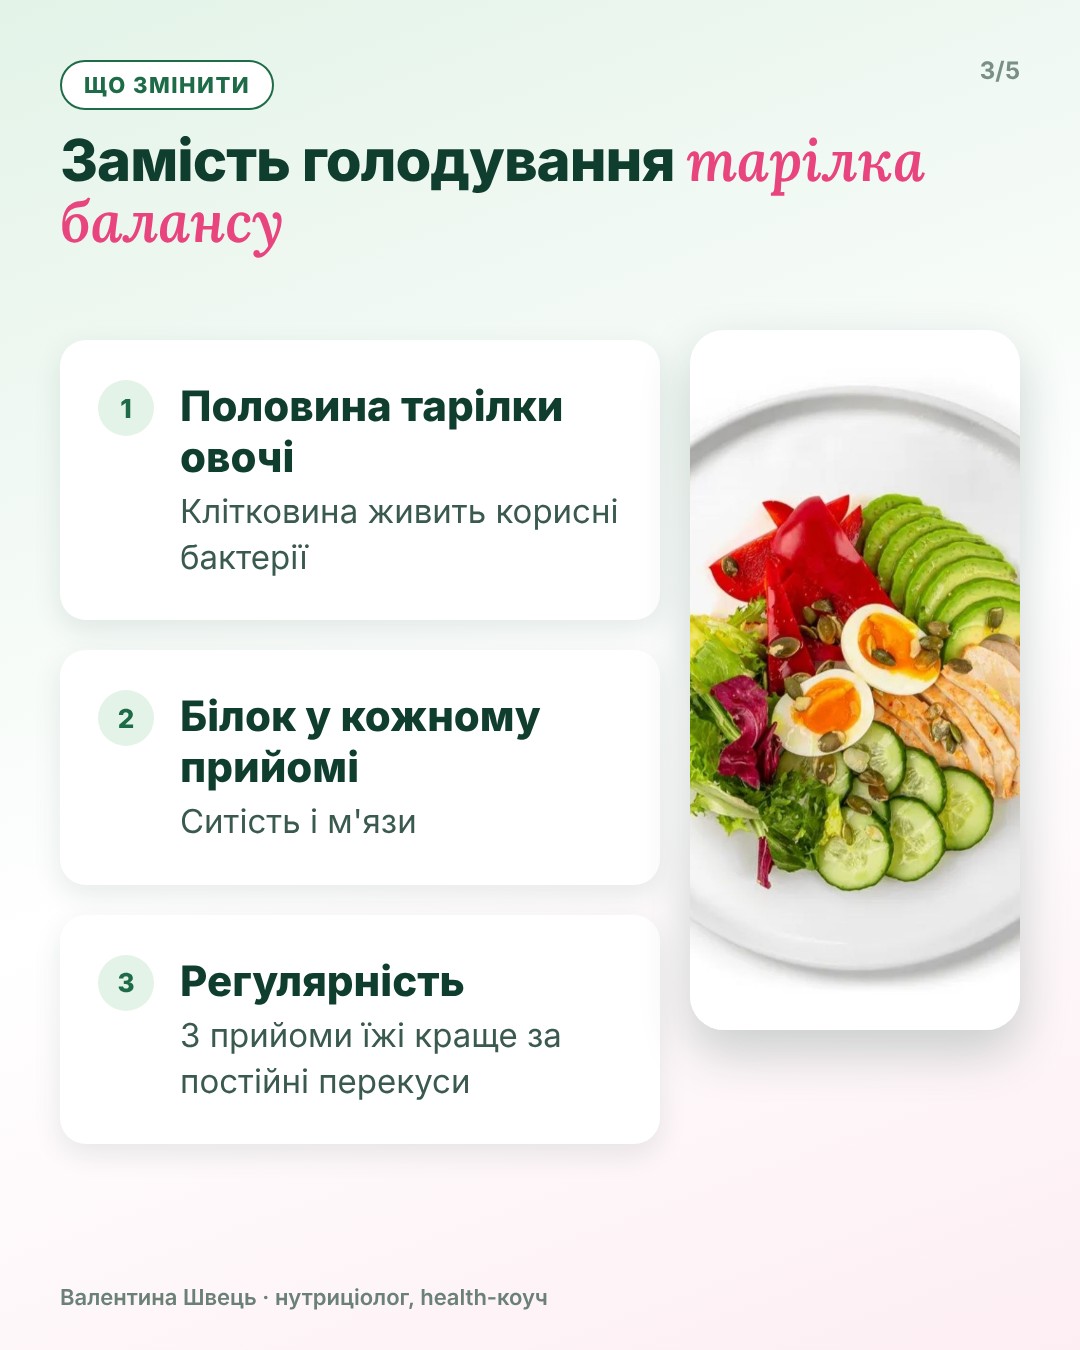 ЩО ЗМІНИТИ
3/5
Замість голодування тарілка
балансу
1
Половина тарілки
овочі
Клітковина живить корисні
бактерії
2
Білок у кожному
прийомі
Ситість і м'язи
3
Регулярність
3 прийоми їжі краще за
постійні перекуси
Валентина Швець · нутриціолог, health-коуч